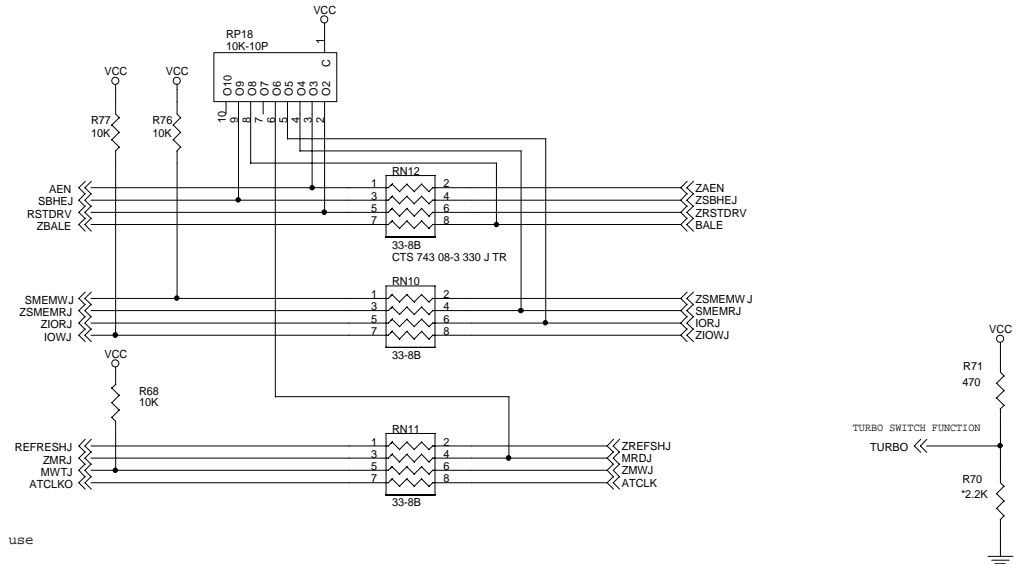 VCC
RP18
10K-10P
1
C
O10
O9
O8
O7
O6
O5
O4
O3
O2
10
9
8
7
6
5
4
3
2
VCC
R77
10K
VCC
R76
10K
RN12
AEN 1 2 ZAEN
SBHEJ 3 4 ZSBHEJ
RSTDRV 5 6 ZRSTDRV
ZBALE 7 8 BALE
33-8B
CTS 743 08-3 330 J TR
RN10
SMEMWJ 1 2 ZSMEMWJ
ZSMEMRJ 3 4 SMEMRJ
ZIORJ 5 6 IORJ
IOWJ 7 8 ZIOWJ
33-8B
VCC
R68
10K
RN11
REFRESHJ 1 2 ZREFSHJ
ZMRJ 3 4 MRDJ
MWTJ 5 6 ZMWJ
ATCLKO 7 8 ATCLK
33-8B
VCC
R71
470
TURBO SWITCH FUNCTION
TURBO
R70
*2.2K
use